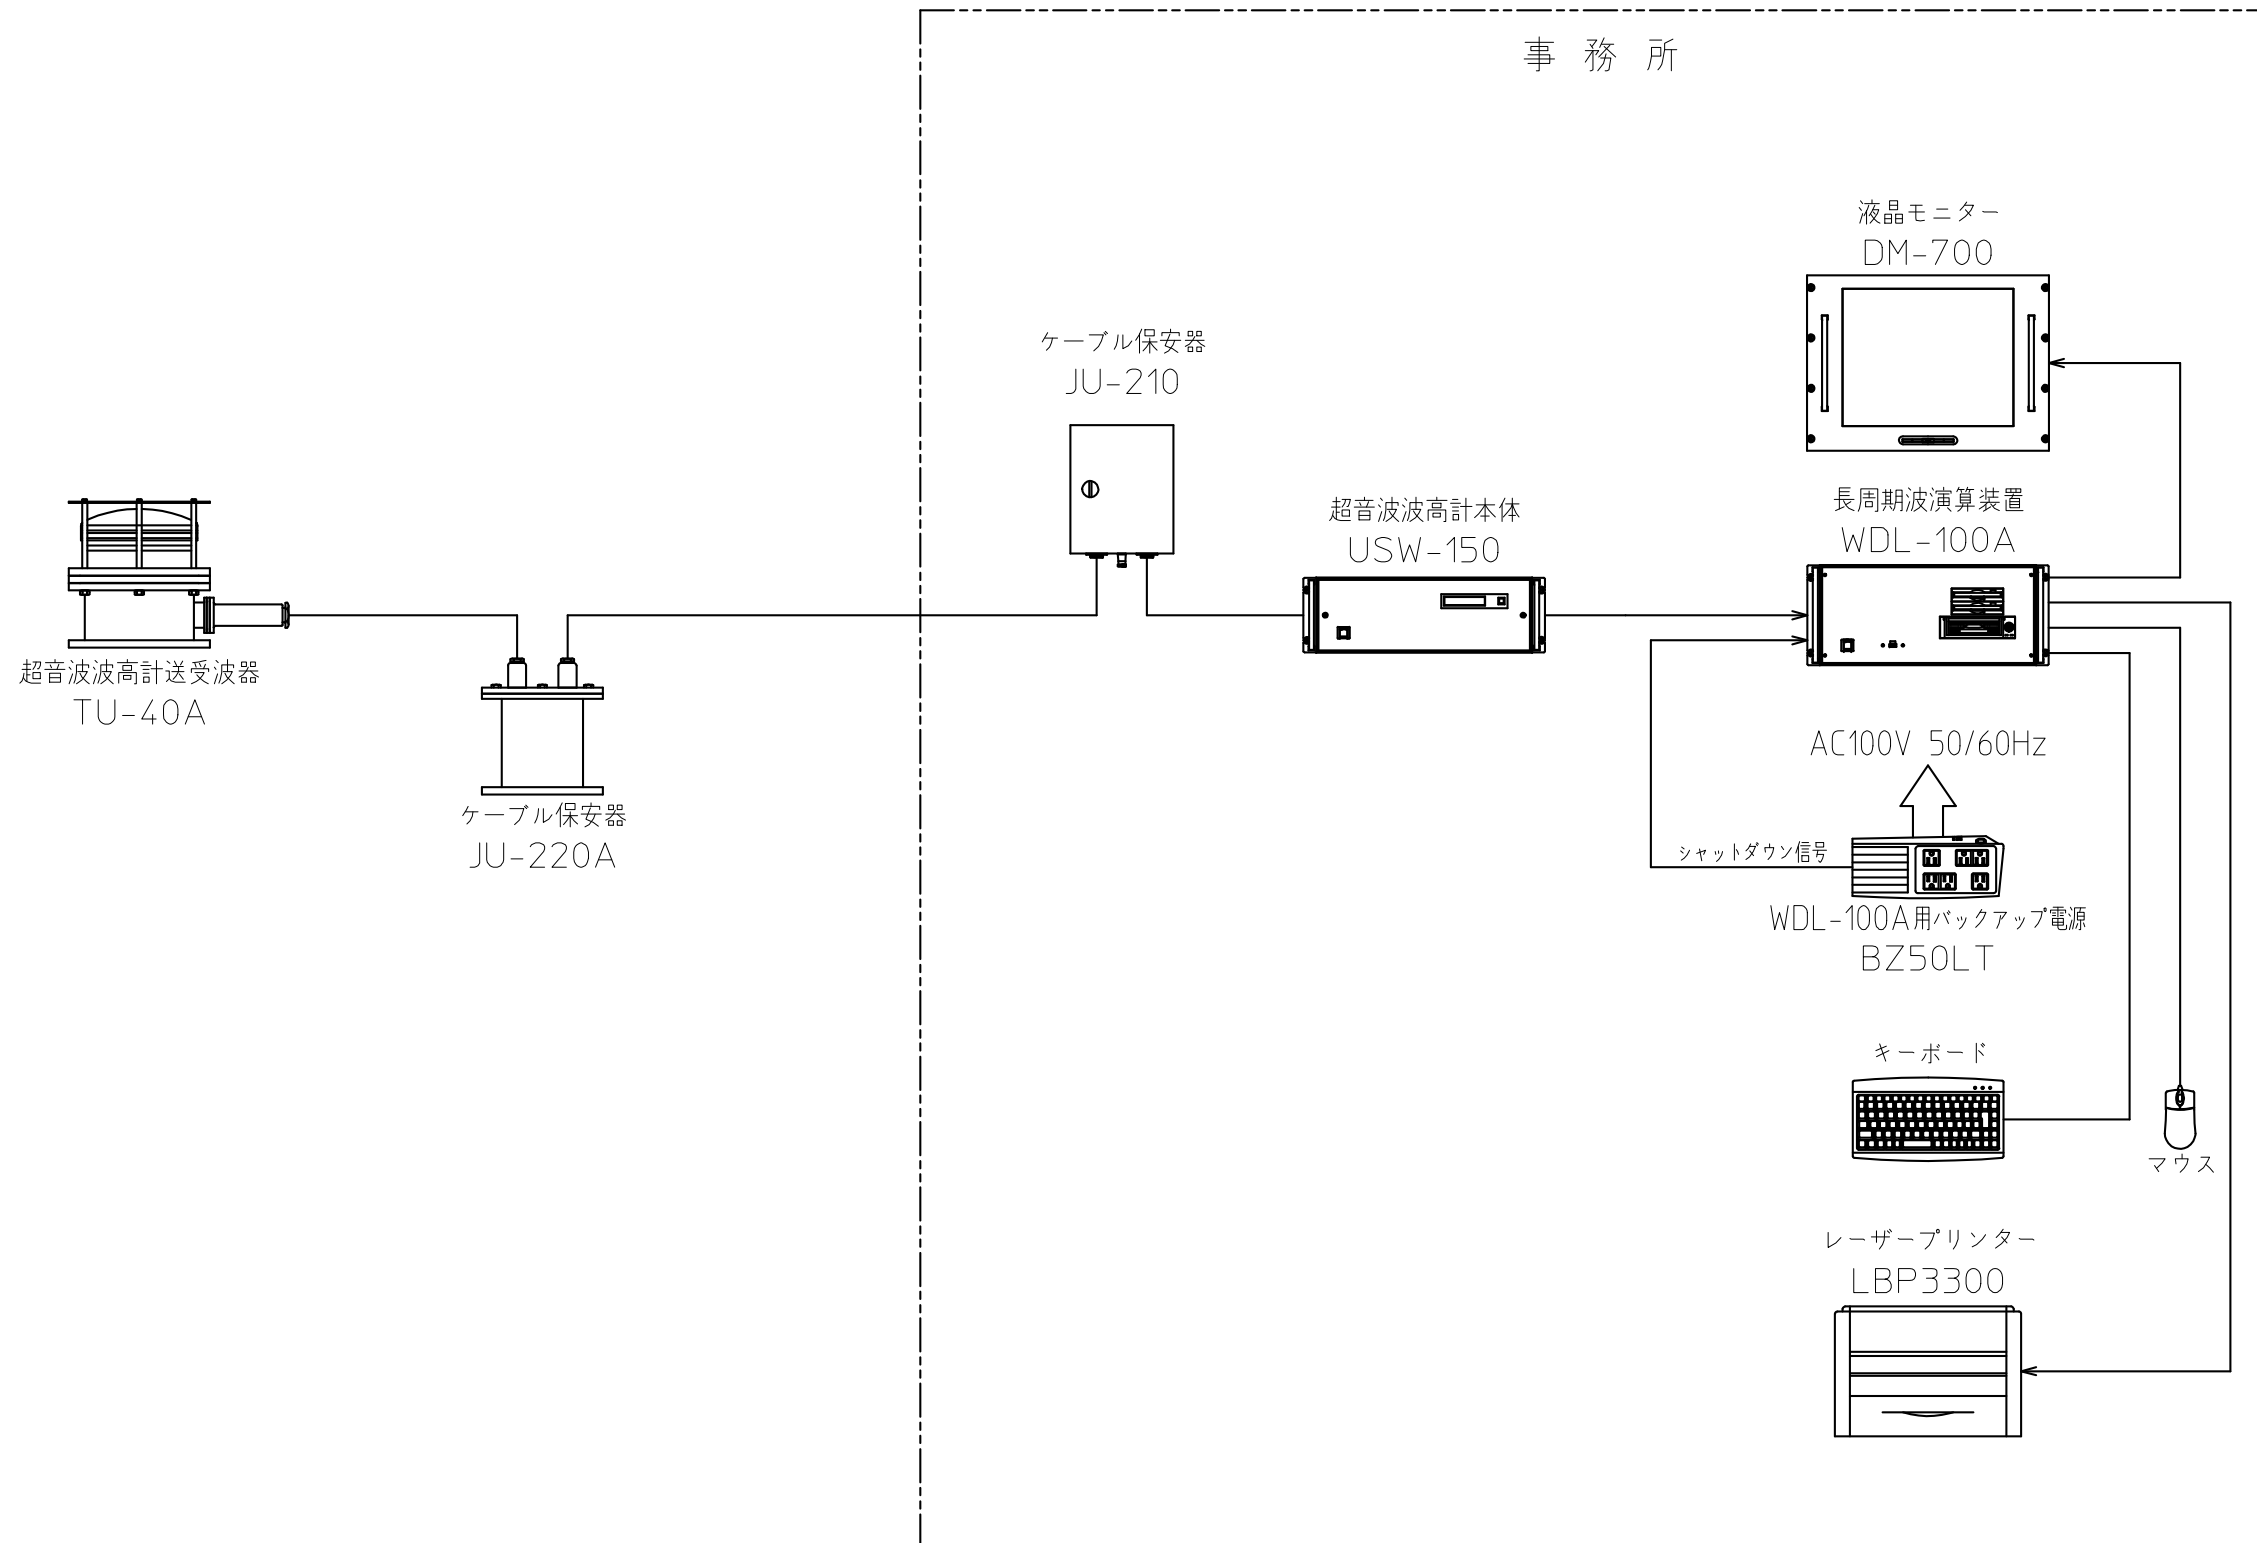 事務所
液晶モニター
DM-700
ケーブル保安器
JU-210
超音波波高計本体
USW-150
長周期波演算装置
WDL-100A
超音波波高計送受波器
TU-40A
ケーブル保安器
JU-220A
AC100V 50/60Hz
シャットダウン信号
WDL-100A用バックアップ電源
BZ50LT
キーボード
マウス
レーザープリンター
LBP3300